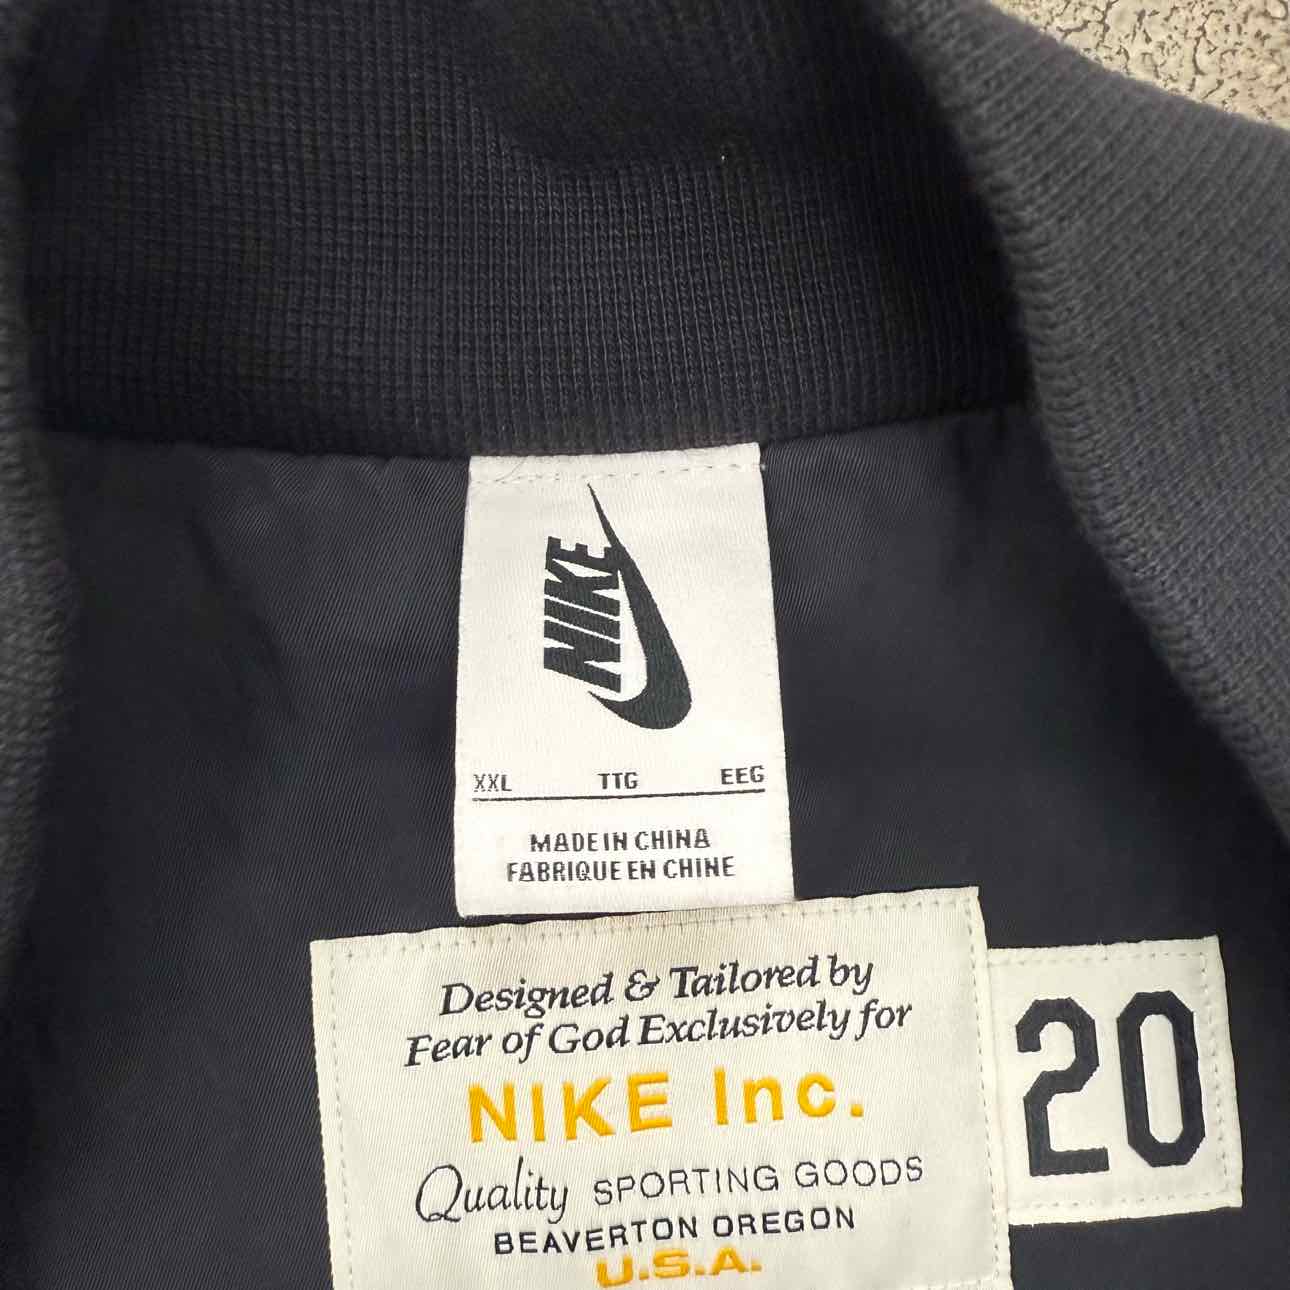 NIKE
XXL TTG EEG
MADE IN CHINA
FABRIQUE EN CHINE
Designed & Tailored by
Fear of God Exclusively for
NIKE Inc.
Quality SPORTING GOODS
BEAVERTON OREGON
U.S.A.
20